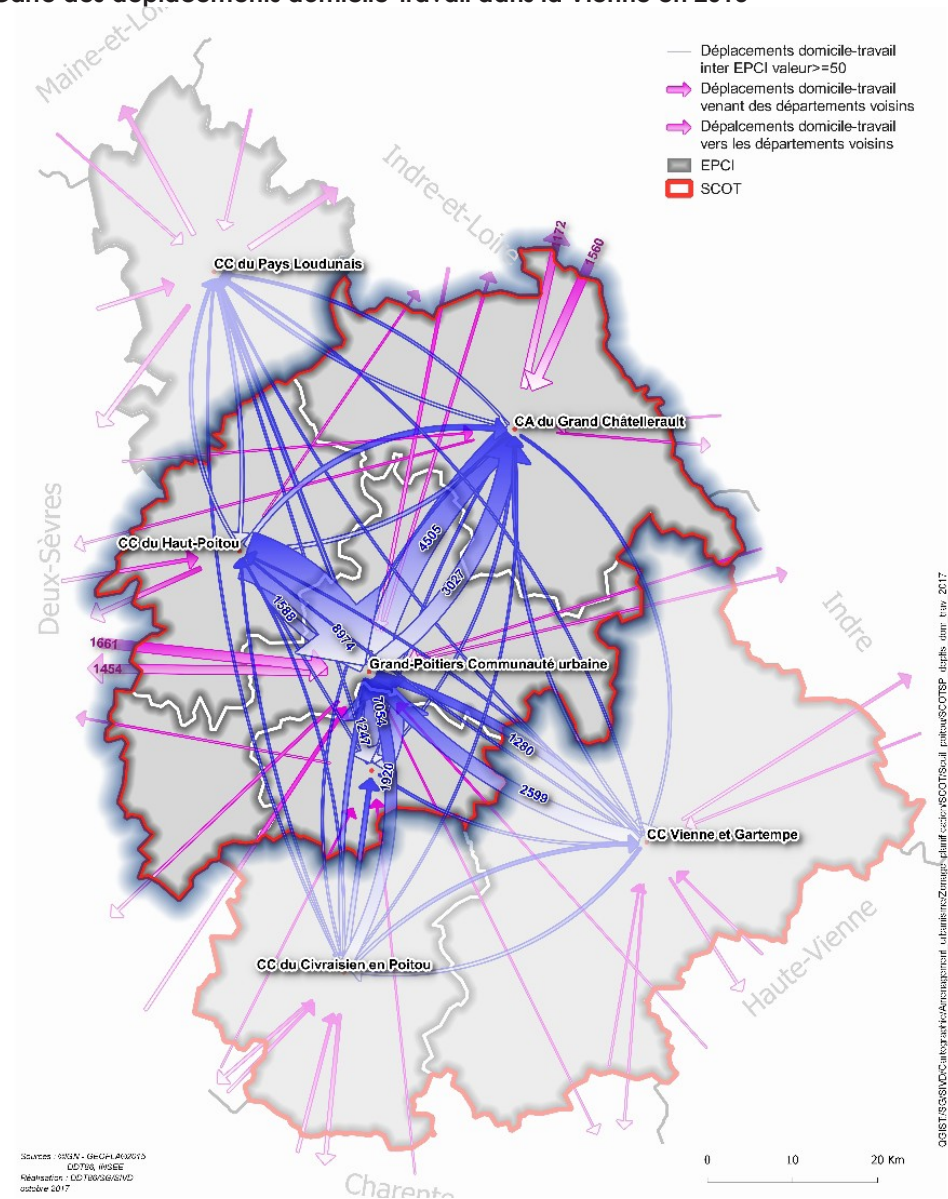 Maine-et-Loire
Déplacements domicile-travail
inter EPCI valeur>=50
Déplacements domicile-travail
venant des départements voisins
Dépalcements domicile-travail
vers les départements voisins
EPCI
SCOT
Indre-et-Loire
172
1560
CC du Pays Loudunais
CA du Grand Châtellerault
Deux-Sèvres
CC du Haut-Poitou
4505
3027
1588
8974
Indre
1661
1454
Grand-Poitiers Communauté urbaine
7054
1247
1920
1280
2599
CC Vienne et Gartempe
CC du Civraisien en Poitou
Haute-Vienne
Charente
Sources : ©IGN - GEOFLA®2015
DDT86, INSEE
Réalisation : DDT86/SG/SIVD
octobre 2017
0 10 20 Km